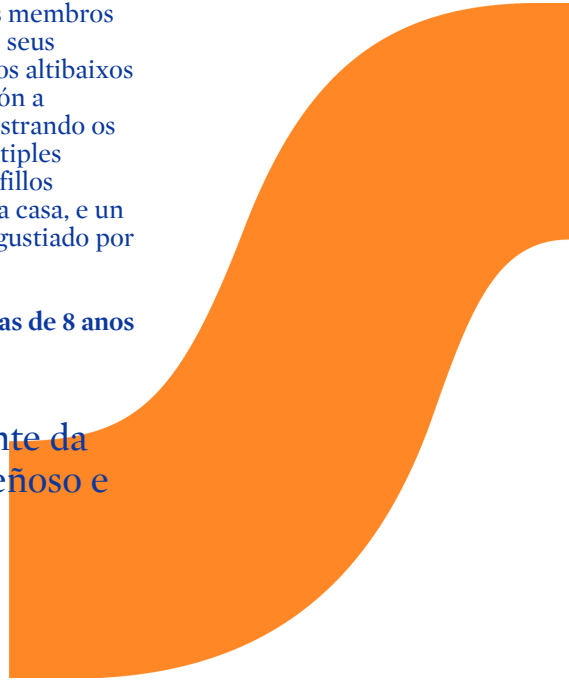 membros
seus
os altibaixos
ón a
strando os
tiples
fillos
a casa, e un
gustiado por
as de 8 anos
nte da
eñoso e